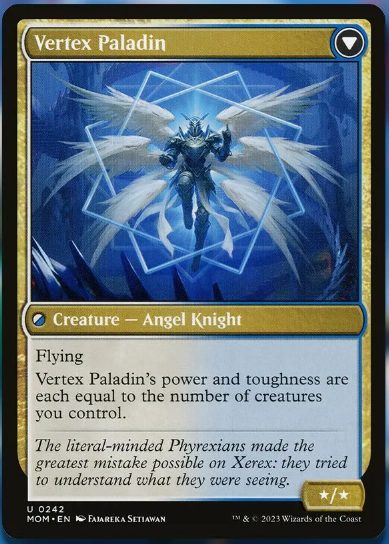 Vertex Paladin
Creature — Angel Knight
Flying
Vertex Paladin's power and toughness are
each equal to the number of creatures
you control.
The literal-minded Phyrexians made the
greatest mistake possible on Xerex: they tried
to understand what they were seeing.
★/★
U 0242
MOM • EN Fajareka Setiawan
™ & © 2023 Wizards of the Coast